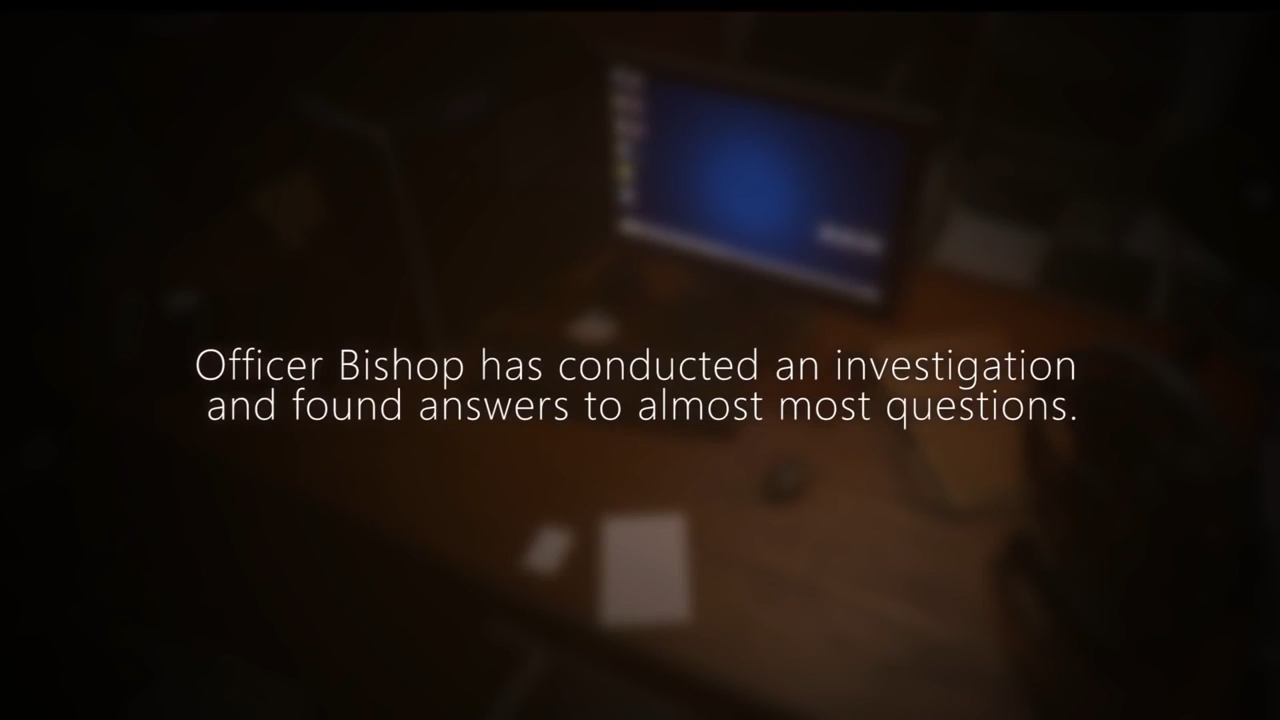 Officer Bishop has conducted an investigation
and found answers to almost most questions.